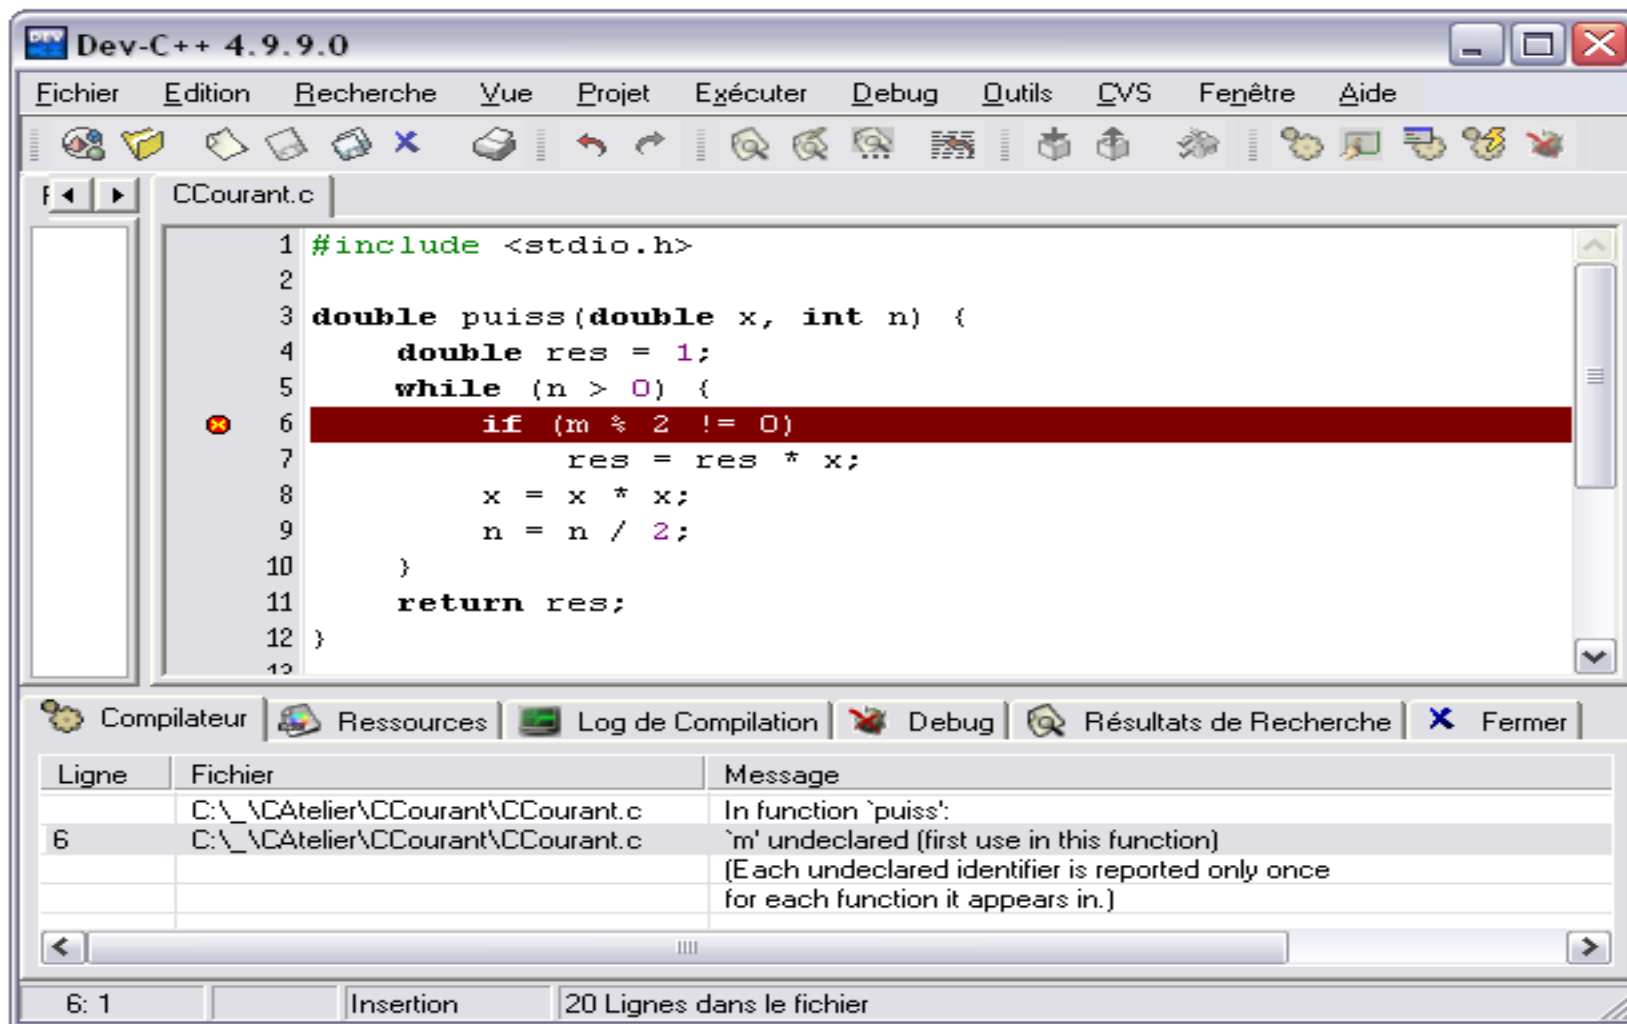 Dev-C++ 4.9.9.0
Fichier Edition Recherche Vue Projet Exécuter Debug Outils CVS Fenêtre Aide
CCourant.c
1 #include <stdio.h>
2
3 double puiss(double x, int n) {
4 double res = 1;
5 while (n > 0) {
6 if (m % 2 != 0)
7 res = res * x;
8 x = x * x;
9 n = n / 2;
10 }
11 return res;
12 }
Compilateur Ressources Log de Compilation Debug Résultats de Recherche Fermer
Ligne Fichier Message
C:\_\CAtelier\CCourant\CCourant.c In function `puiss':
6 C:\_\CAtelier\CCourant\CCourant.c `m' undeclared (first use in this function)
(Each undeclared identifier is reported only once
for each function it appears in.)
6: 1 Insertion 20 Lignes dans le fichier